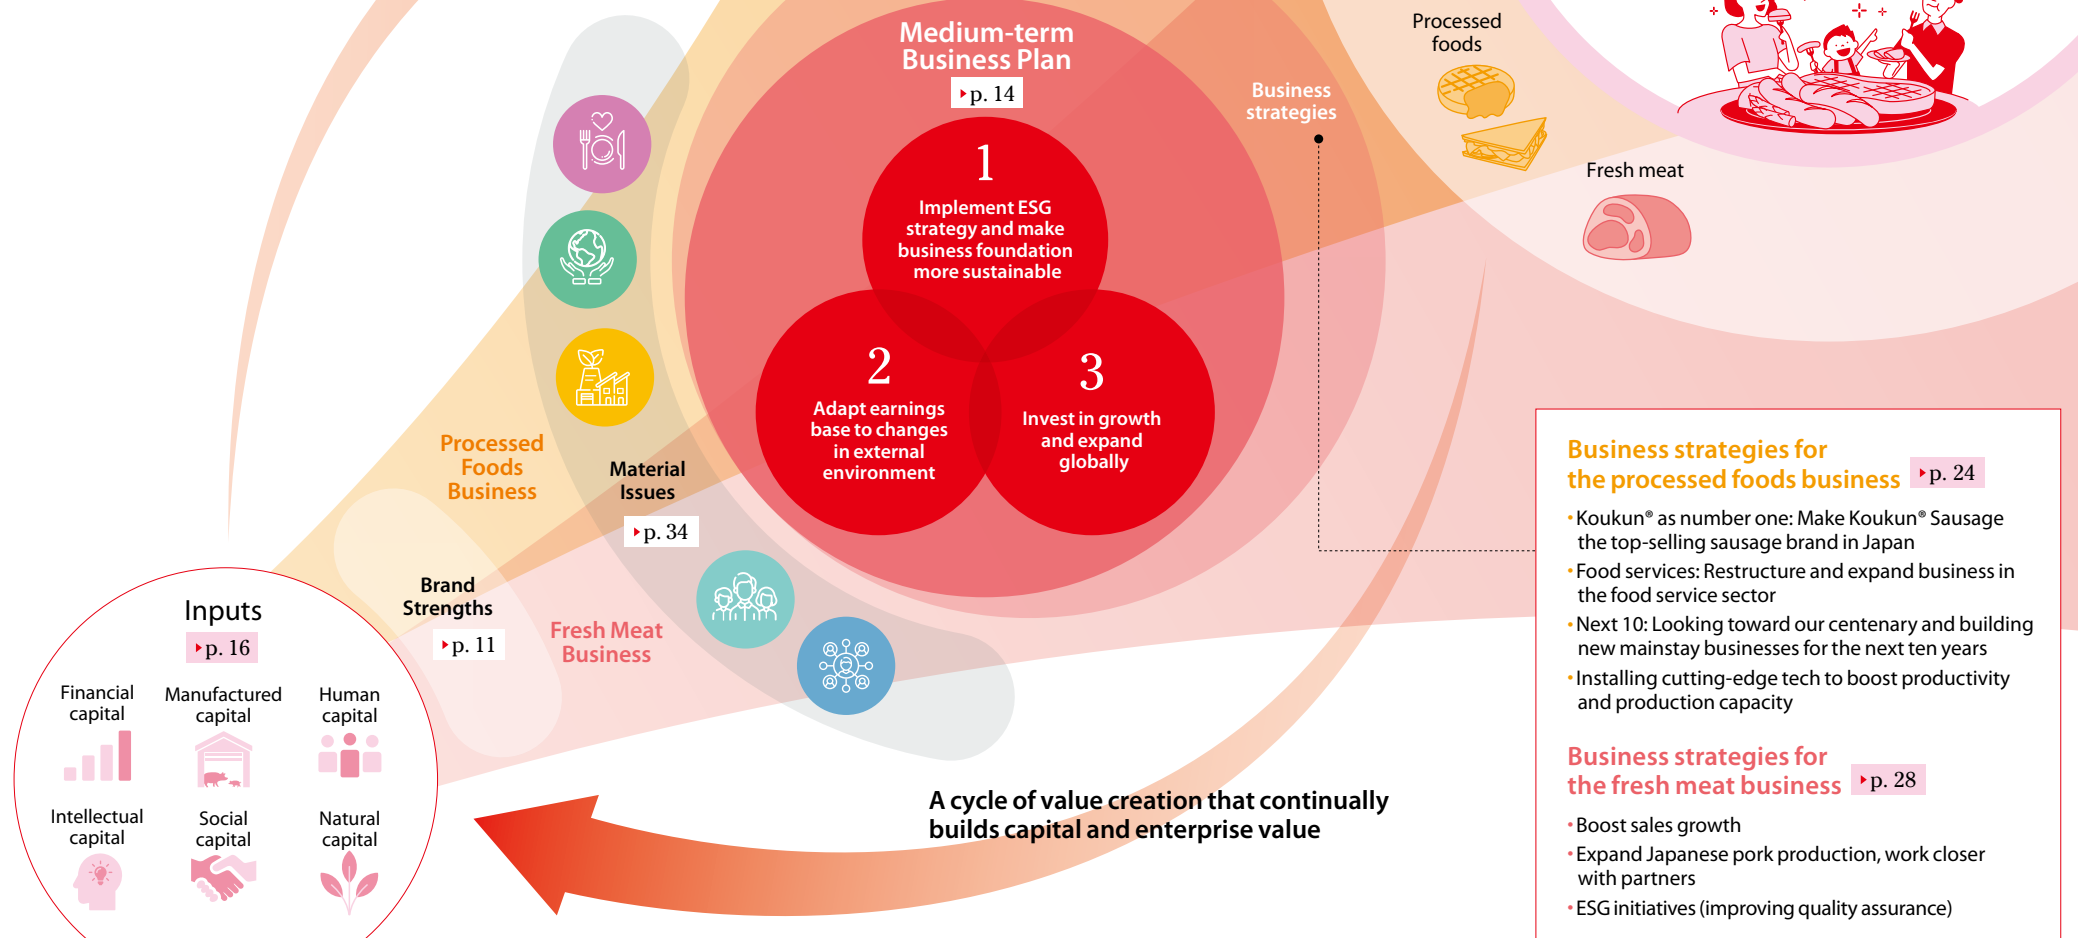 Medium-term
Business Plan
p. 14
1
Implement ESG
strategy and make
business foundation
more sustainable
2
Adapt earnings
base to changes
in external
environment
3
Invest in growth
and expand
globally
Business
strategies
Processed
foods
Fresh meat
Processed
Foods
Business
Material
Issues
p. 34
Brand
Strengths
p. 11
Fresh Meat
Business
Inputs
p. 16
Financial
capital
Manufactured
capital
Human
capital
Intellectual
capital
Social
capital
Natural
capital
A cycle of value creation that continually
builds capital and enterprise value
Business strategies for
the processed foods business p. 24
• Koukun® as number one: Make Koukun® Sausage
the top-selling sausage brand in Japan
• Food services: Restructure and expand business in
the food service sector
• Next 10: Looking toward our centenary and building
new mainstay businesses for the next ten years
• Installing cutting-edge tech to boost productivity
and production capacity
Business strategies for
the fresh meat business p. 28
• Boost sales growth
• Expand Japanese pork production, work closer
with partners
• ESG initiatives (improving quality assurance)